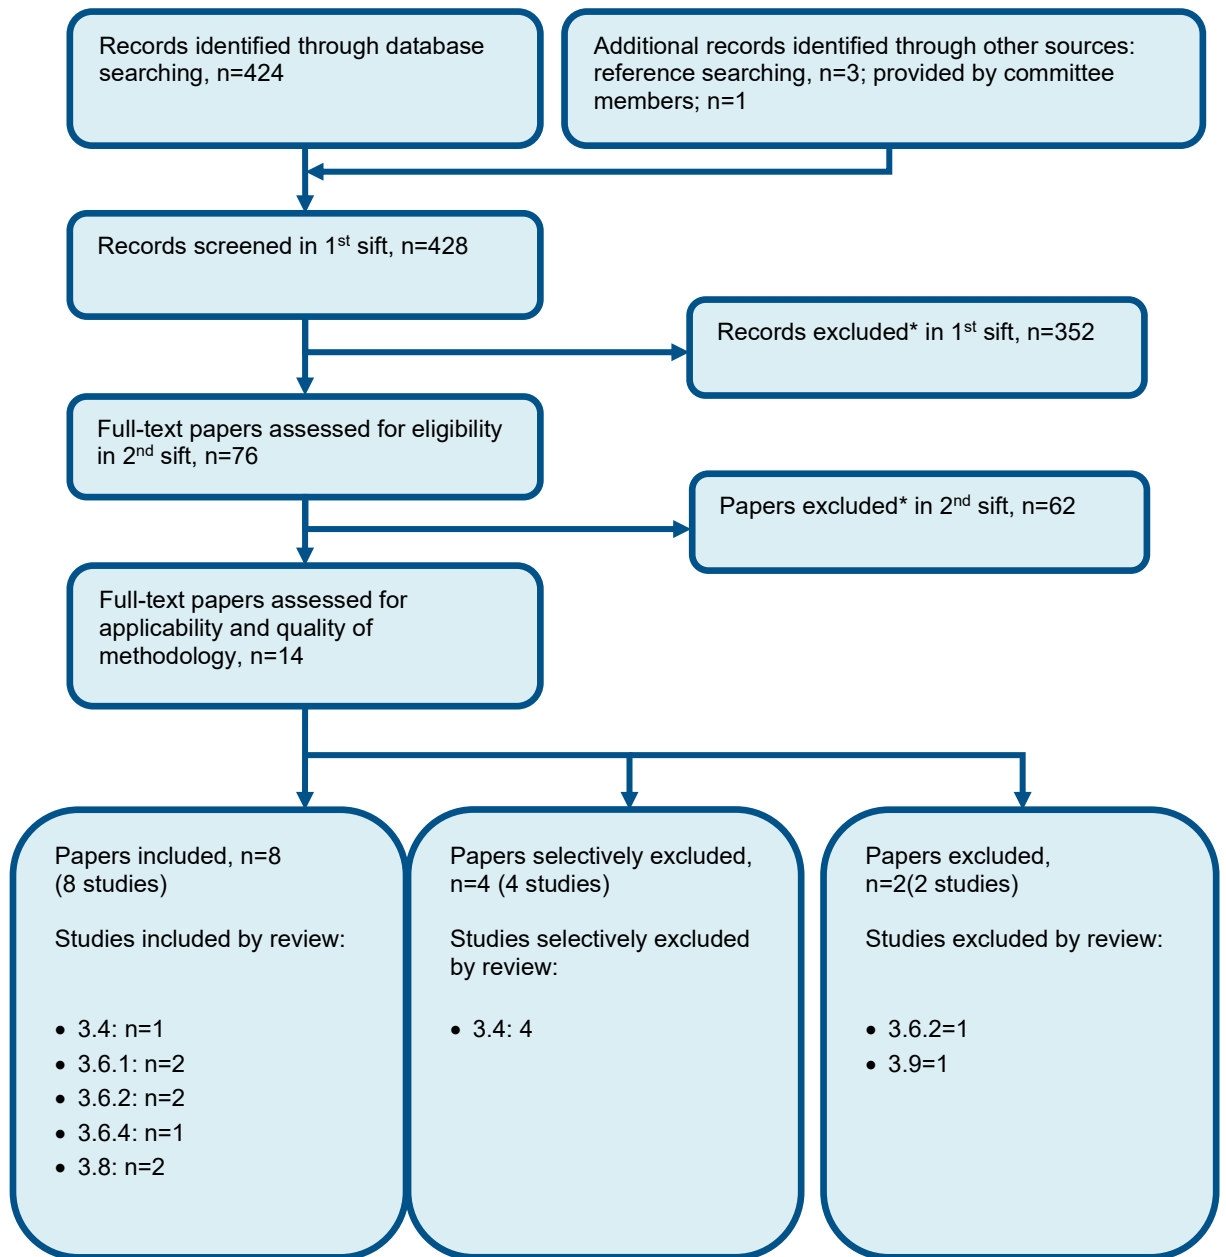 Records identified through database
searching, n=424
Additional records identified through other sources:
reference searching, n=3; provided by committee
members; n=1
Records screened in 1st sift, n=428
Records excluded* in 1st sift, n=352
Full-text papers assessed for eligibility
in 2nd sift, n=76
Papers excluded* in 2nd sift, n=62
Full-text papers assessed for
applicability and quality of
methodology, n=14
Papers included, n=8
(8 studies)
Studies included by review:
• 3.4: n=1
• 3.6.1: n=2
• 3.6.2: n=2
• 3.6.4: n=1
• 3.8: n=2
Papers selectively excluded,
n=4 (4 studies)
Studies selectively excluded
by review:
• 3.4: 4
Papers excluded,
n=2(2 studies)
Studies excluded by review:
• 3.6.2=1
• 3.9=1